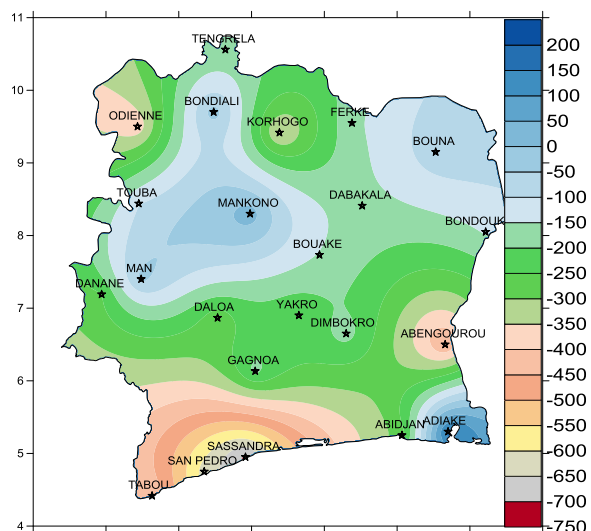 11
TENGRELA
200
150
10
BONDIALI
100
ODIENNE
KORHOGO
FERKE
50
BOUNA
0
9
-50
TOUBA
MANKONO
DABAKALA
-100
BONDOUK
-150
8
BOUAKE
-200
MAN
DANANE
-250
7
DALOA
YAKRO
-300
DIMBOKRO
ABENGOUROU
-350
GAGNOA
-400
6
-450
-500
ABIDJAN
ADIAKE
-550
5
SASSANDRA
-600
SAN PEDRO
-650
TABOU
-700
4
-750